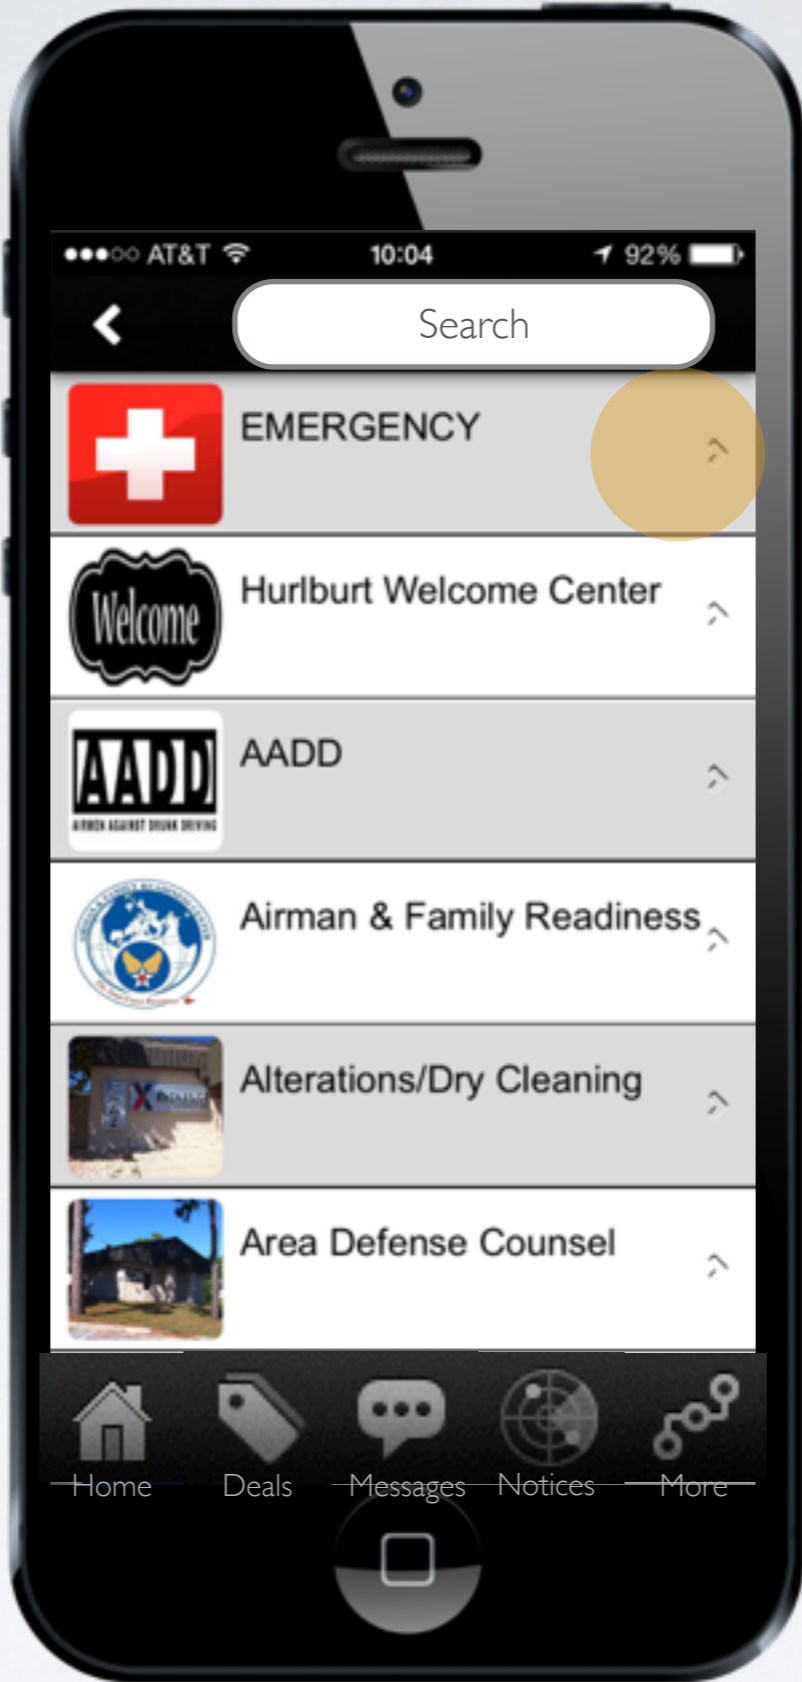 AT&T 10:04 92%
Search
EMERGENCY
Welcome
Hurlburt Welcome Center
AADD
AIRMEN AGAINST DRUNK DRIVING
AADD
Airman & Family Readiness
Alterations/Dry Cleaning
Area Defense Counsel
Home Deals Messages Notices More